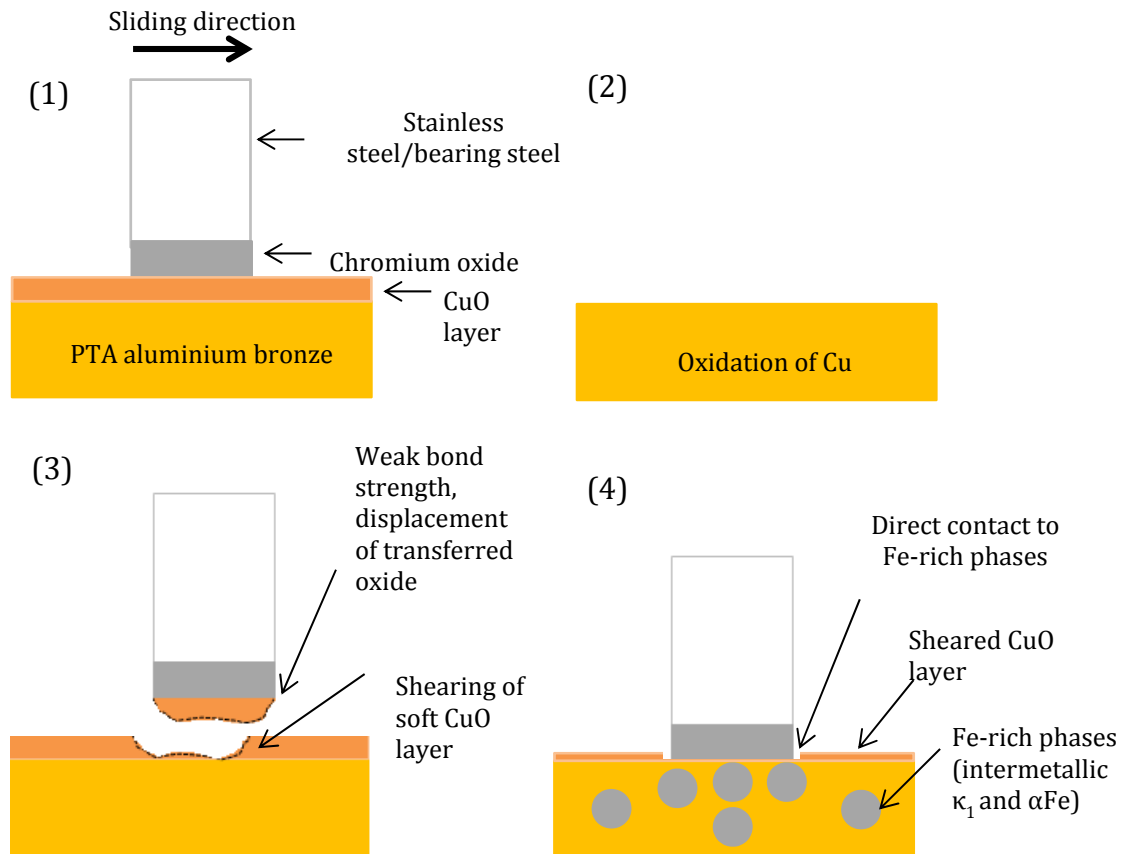 Sliding direction
(1)
Stainless
steel/bearing steel
Chromium oxide
CuO
layer
PTA aluminium bronze
(2)
Oxidation of Cu
(3)
Weak bond
strength,
displacement
of transferred
oxide
Shearing of
soft CuO
layer
(4)
Direct contact to
Fe-rich phases
Sheared CuO
layer
Fe-rich phases
(intermetallic
κ₁ and αFe)